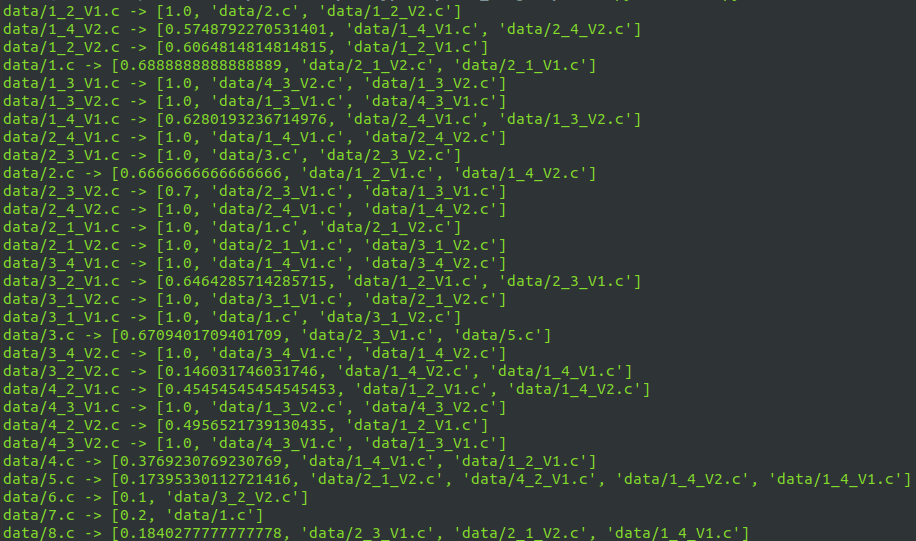 data/1_2_V1.c -> [1.0, 'data/2.c', 'data/1_2_V2.c']
data/1_4_V2.c -> [0.5748792270531401, 'data/1_4_V1.c', 'data/2_4_V2.c']
data/1_2_V2.c -> [0.6064814814814815, 'data/1_2_V1.c']
data/1.c -> [0.6888888888888889, 'data/2_1_V2.c', 'data/2_1_V1.c']
data/1_3_V1.c -> [1.0, 'data/4_3_V2.c', 'data/1_3_V2.c']
data/1_3_V2.c -> [1.0, 'data/1_3_V1.c', 'data/4_3_V1.c']
data/1_4_V1.c -> [0.6280193236714976, 'data/2_4_V1.c', 'data/1_3_V2.c']
data/2_4_V1.c -> [1.0, 'data/1_4_V1.c', 'data/2_4_V2.c']
data/2_3_V1.c -> [1.0, 'data/3.c', 'data/2_3_V2.c']
data/2.c -> [0.6666666666666666, 'data/1_2_V1.c', 'data/1_4_V2.c']
data/2_3_V2.c -> [0.7, 'data/2_3_V1.c', 'data/1_3_V1.c']
data/2_4_V2.c -> [1.0, 'data/2_4_V1.c', 'data/1_4_V2.c']
data/2_1_V1.c -> [1.0, 'data/1.c', 'data/2_1_V2.c']
data/2_1_V2.c -> [1.0, 'data/2_1_V1.c', 'data/3_1_V2.c']
data/3_4_V1.c -> [1.0, 'data/1_4_V1.c', 'data/3_4_V2.c']
data/3_2_V1.c -> [0.6464285714285715, 'data/1_2_V1.c', 'data/2_3_V1.c']
data/3_1_V2.c -> [1.0, 'data/3_1_V1.c', 'data/2_1_V2.c']
data/3_1_V1.c -> [1.0, 'data/1.c', 'data/3_1_V2.c']
data/3.c -> [0.6709401709401709, 'data/2_3_V1.c', 'data/5.c']
data/3_4_V2.c -> [1.0, 'data/3_4_V1.c', 'data/1_4_V2.c']
data/3_2_V2.c -> [0.146031746031746, 'data/1_4_V2.c', 'data/1_4_V1.c']
data/4_2_V1.c -> [0.45454545454545453, 'data/1_2_V1.c', 'data/1_4_V2.c']
data/4_3_V1.c -> [1.0, 'data/1_3_V2.c', 'data/4_3_V2.c']
data/4_2_V2.c -> [0.4956521739130435, 'data/1_2_V1.c']
data/4_3_V2.c -> [1.0, 'data/4_3_V1.c', 'data/1_3_V1.c']
data/4.c -> [0.3769230769230769, 'data/1_4_V1.c', 'data/1_2_V1.c']
data/5.c -> [0.17395330112721416, 'data/2_1_V2.c', 'data/4_2_V1.c', 'data/1_4_V2.c', 'data/1_4_V1.c']
data/6.c -> [0.1, 'data/3_2_V2.c']
data/7.c -> [0.2, 'data/1.c']
data/8.c -> [0.1840277777777778, 'data/2_3_V1.c', 'data/2_1_V2.c', 'data/1_4_V1.c']